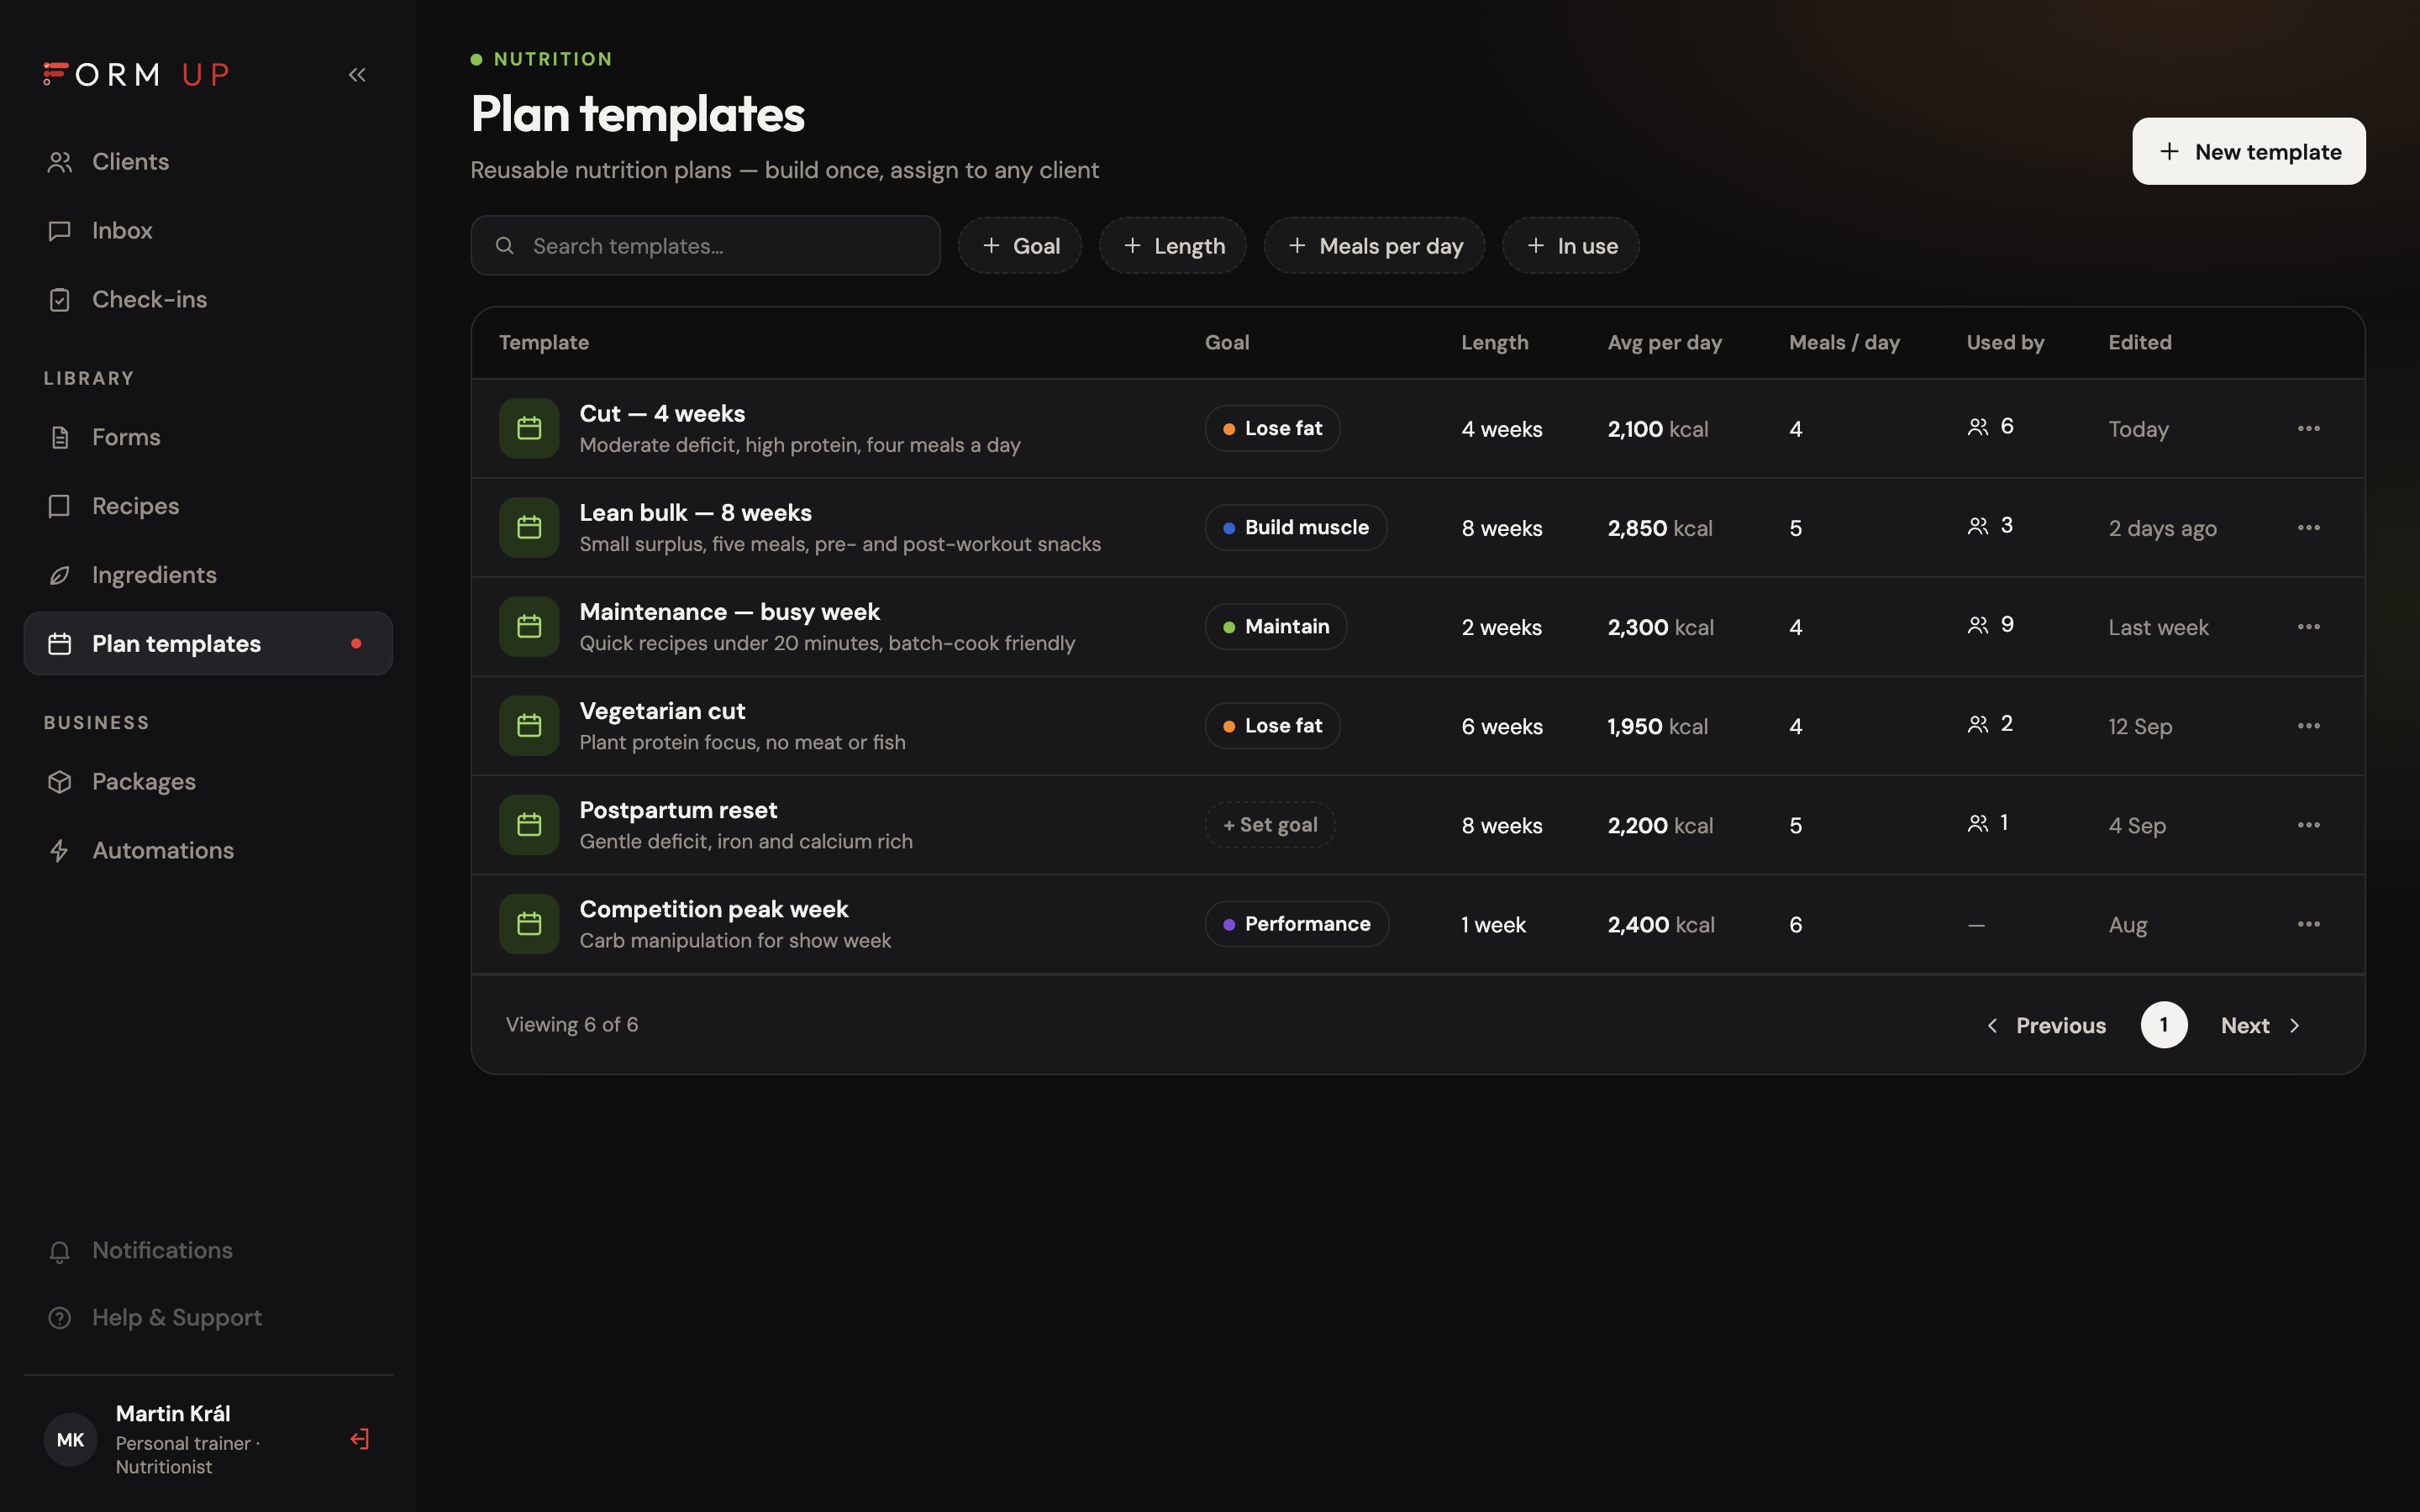 FORM UP
Clients
Inbox
Check-ins
LIBRARY
Forms
Recipes
Ingredients
Plan templates
BUSINESS
Packages
Automations
Notifications
Help & Support
MK
Martin Král
Personal trainer ·
Nutritionist
NUTRITION
Plan templates
Reusable nutrition plans — build once, assign to any client
+ New template
Search templates...
+ Goal + Length + Meals per day + In use
Template Goal Length Avg per day Meals / day Used by Edited
Cut — 4 weeks
Moderate deficit, high protein, four meals a day
Lose fat 4 weeks 2,100 kcal 4 6 Today
Lean bulk — 8 weeks
Small surplus, five meals, pre- and post-workout snacks
Build muscle 8 weeks 2,850 kcal 5 3 2 days ago
Maintenance — busy week
Quick recipes under 20 minutes, batch-cook friendly
Maintain 2 weeks 2,300 kcal 4 9 Last week
Vegetarian cut
Plant protein focus, no meat or fish
Lose fat 6 weeks 1,950 kcal 4 2 12 Sep
Postpartum reset
Gentle deficit, iron and calcium rich
+ Set goal 8 weeks 2,200 kcal 5 1 4 Sep
Competition peak week
Carb manipulation for show week
Performance 1 week 2,400 kcal 6 — Aug
Viewing 6 of 6
Previous 1 Next